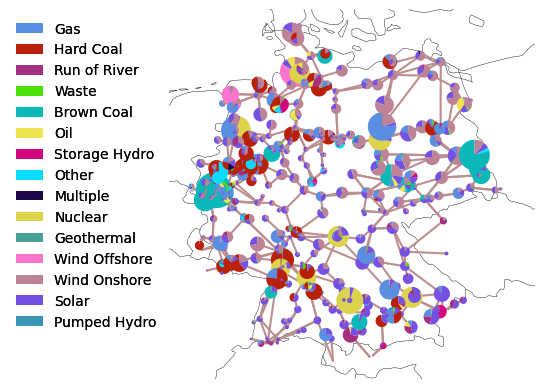 Gas
Hard Coal
Run of River
Waste
Brown Coal
Oil
Storage Hydro
Other
Multiple
Nuclear
Geothermal
Wind Offshore
Wind Onshore
Solar
Pumped Hydro